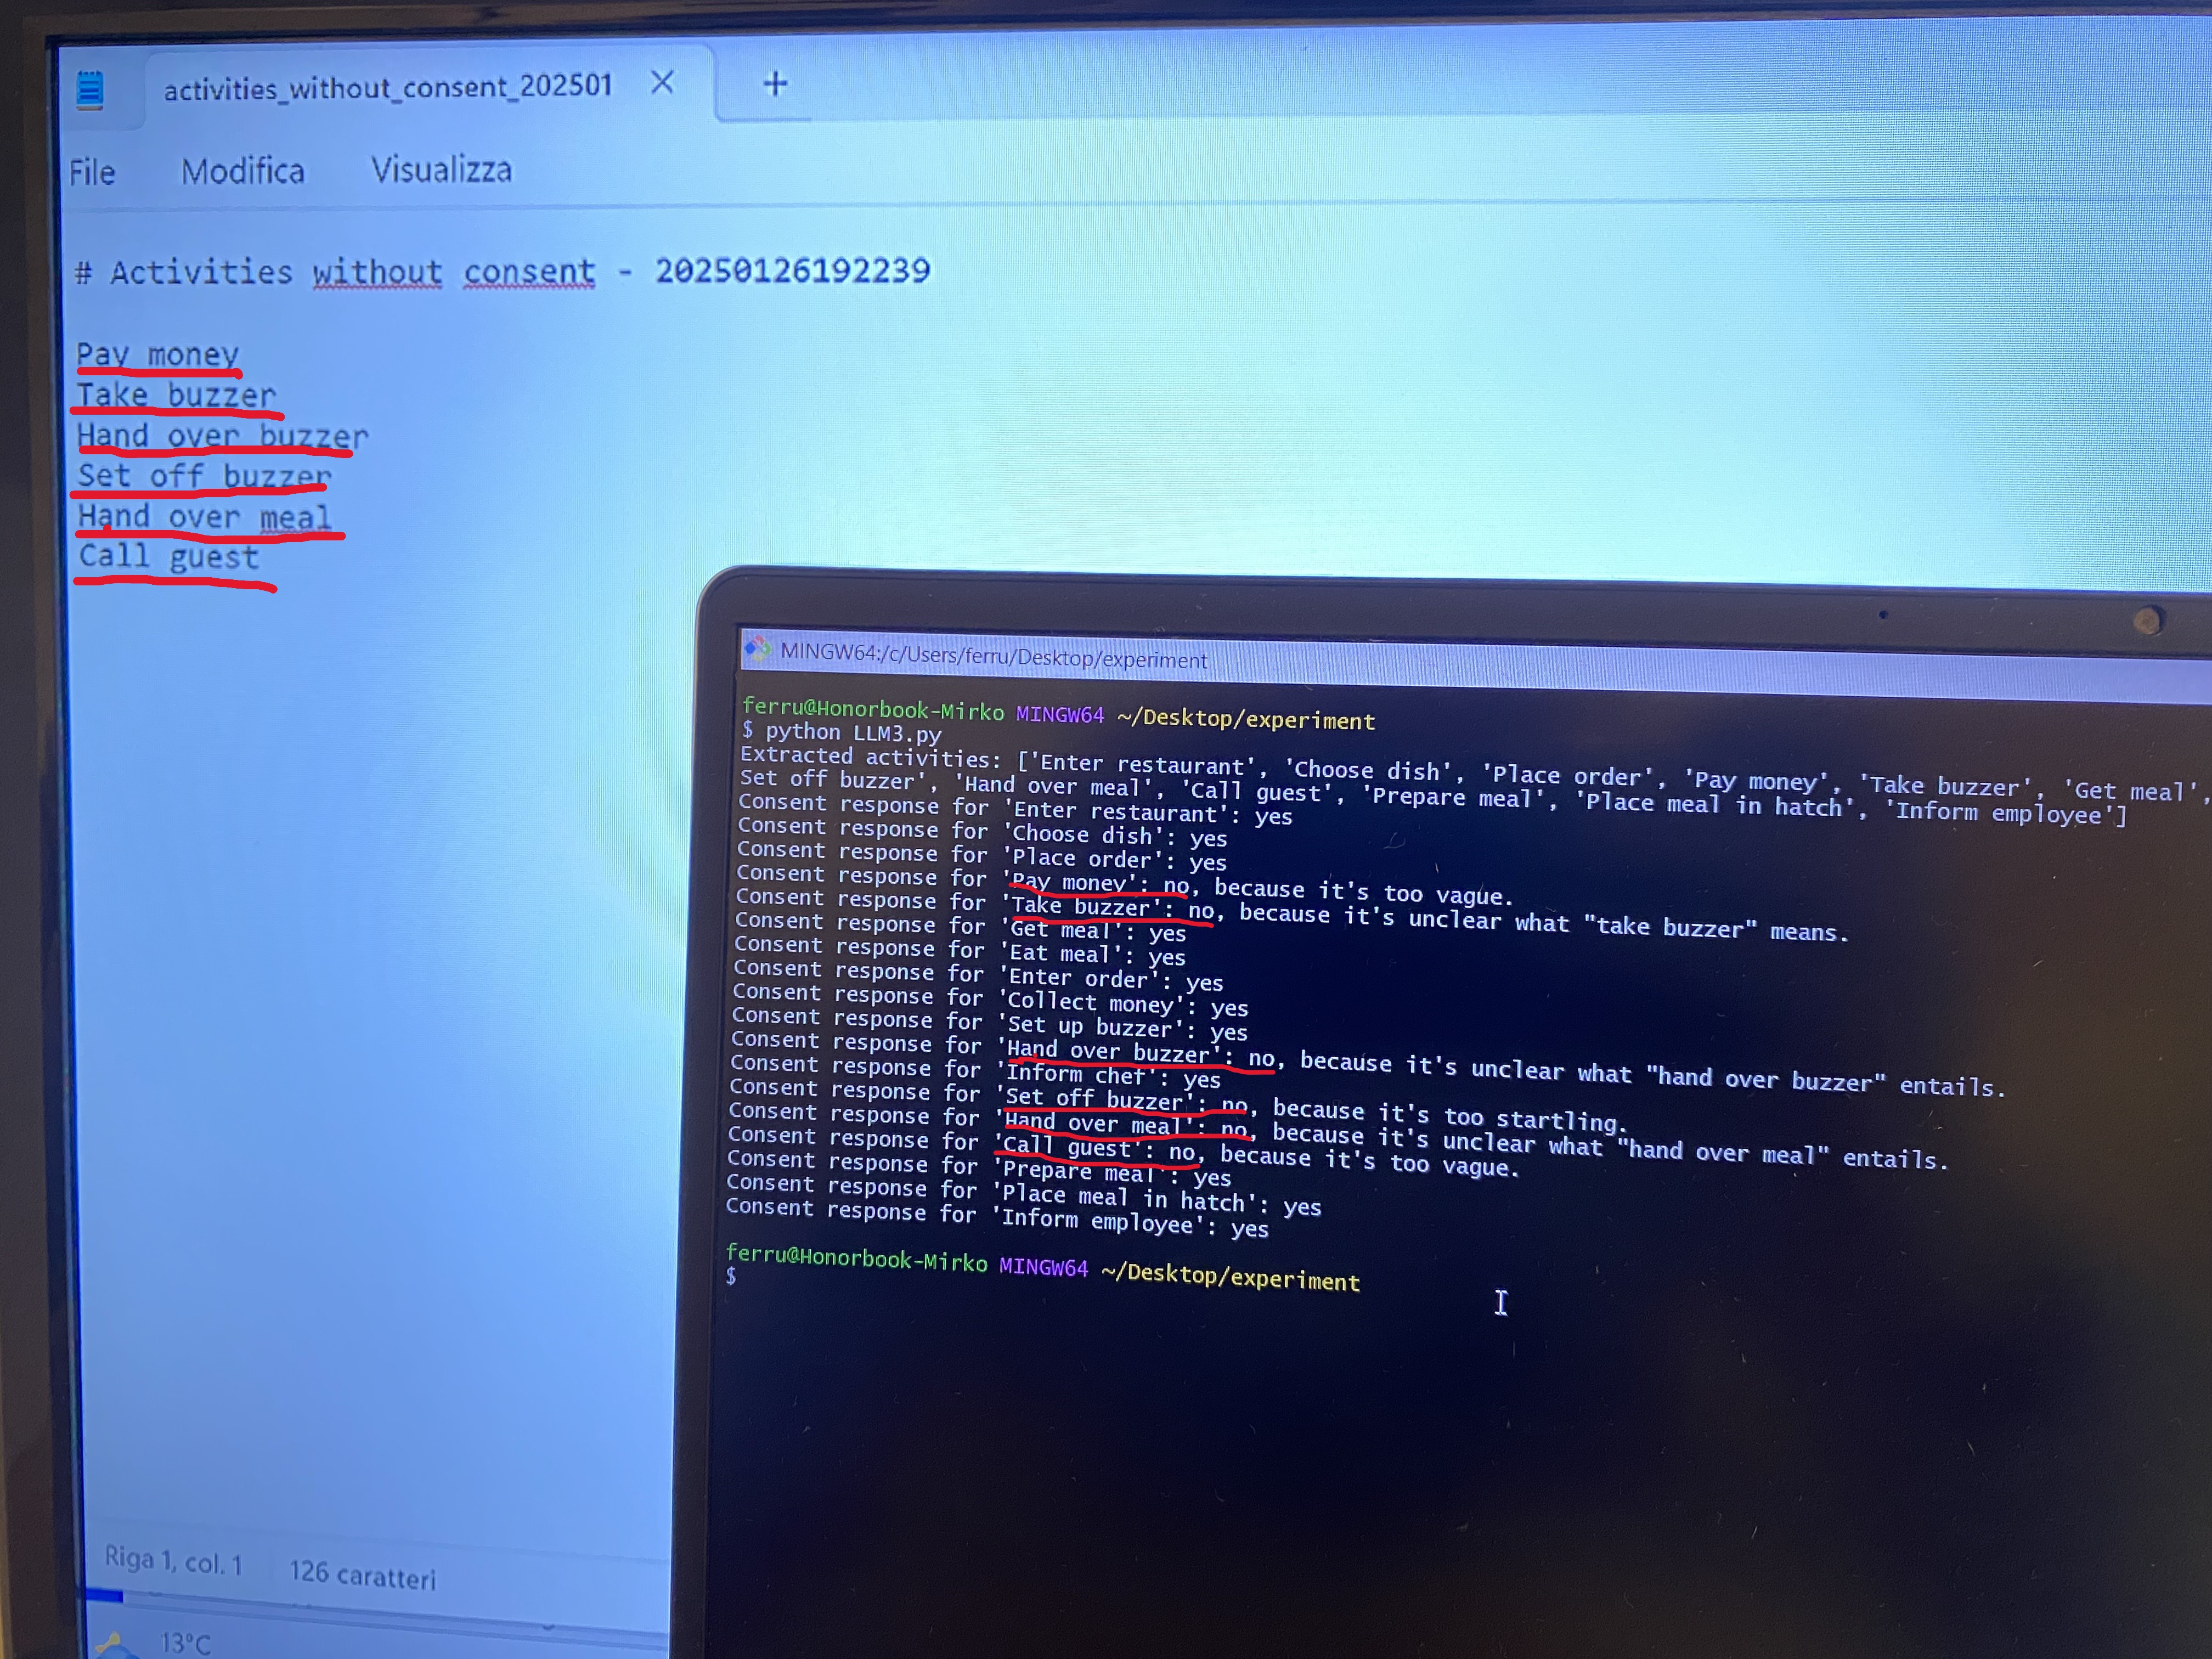 activities_without_consent_202501
File Modifica Visualizza
# Activities without consent - 20250126192239
Pay money
Take buzzer
Hand over buzzer
Set off buzzer
Hand over meal
Call guest
Riga 1, col. 1 126 caratteri
13°C
MINGW64:/c/Users/ferru/Desktop/experiment
ferru@Honorbook-Mirko MINGW64 ~/Desktop/experiment
$ python LLM3.py
Extracted activities: ['Enter restaurant', 'Choose dish', 'Place order', 'Pay money', 'Take buzzer', 'Get meal',
Set off buzzer', 'Hand over meal', 'Call guest', 'Prepare meal', 'Place meal in hatch', 'Inform employee']
Consent response for 'Enter restaurant': yes
Consent response for 'Choose dish': yes
Consent response for 'Place order': yes
Consent response for 'Pay money': no, because it's too vague.
Consent response for 'Take buzzer': no, because it's unclear what "take buzzer" means.
Consent response for 'Get meal': yes
Consent response for 'Eat meal': yes
Consent response for 'Enter order': yes
Consent response for 'Collect money': yes
Consent response for 'Set up buzzer': yes
Consent response for 'Hand over buzzer': no, because it's unclear what "hand over buzzer" entails.
Consent response for 'Inform chef': yes
Consent response for 'Set off buzzer': no, because it's too startling.
Consent response for 'Hand over meal': no, because it's unclear what "hand over meal" entails.
Consent response for 'Call guest': no, because it's too vague.
Consent response for 'Prepare meal': yes
Consent response for 'Place meal in hatch': yes
Consent response for 'Inform employee': yes
ferru@Honorbook-Mirko MINGW64 ~/Desktop/experiment
$